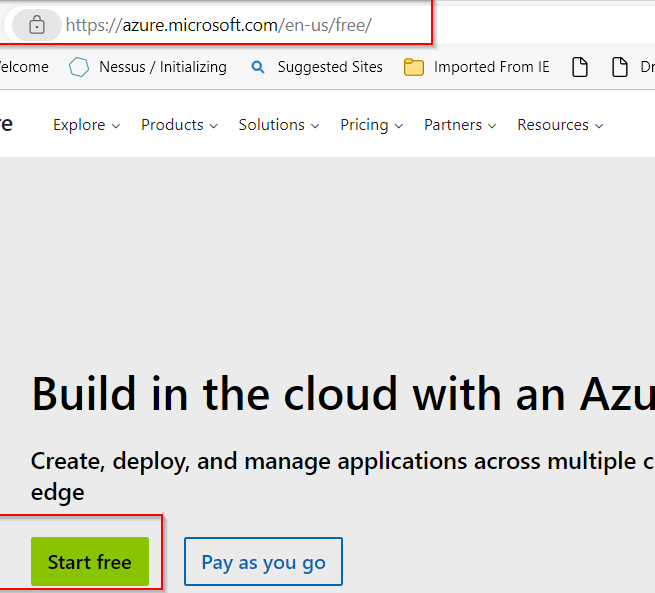 https://azure.microsoft.com/en-us/free/
elcome Nessus / Initializing Suggested Sites Imported From IE Dr
re Explore Products Solutions Pricing Partners Resources
Build in the cloud with an Azu
Create, deploy, and manage applications across multiple c
edge
Start free Pay as you go